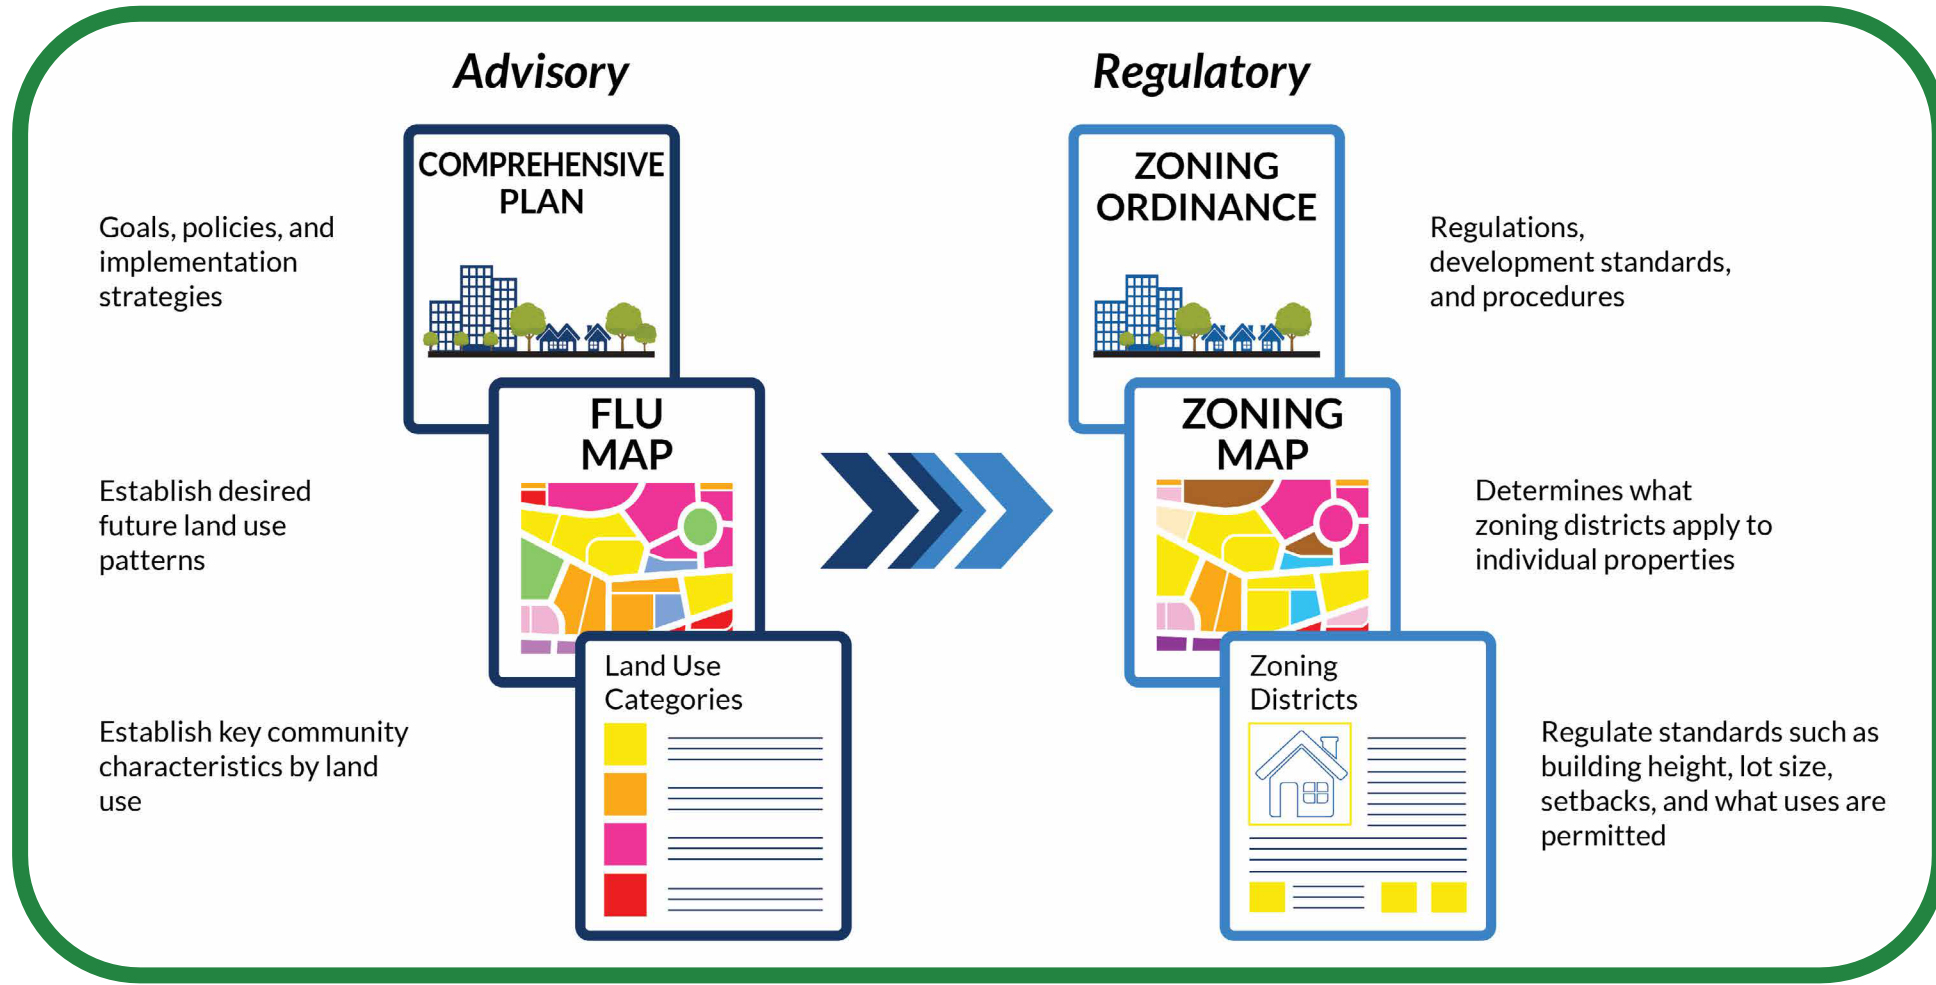 Advisory
Regulatory
COMPREHENSIVE
PLAN
Goals, policies, and
implementation
strategies
FLU
MAP
Establish desired
future land use
patterns
Land Use
Categories
Establish key community
characteristics by land
use
ZONING
ORDINANCE
Regulations,
development standards,
and procedures
ZONING
MAP
Determines what
zoning districts apply to
individual properties
Zoning
Districts
Regulate standards such as
building height, lot size,
setbacks, and what uses are
permitted